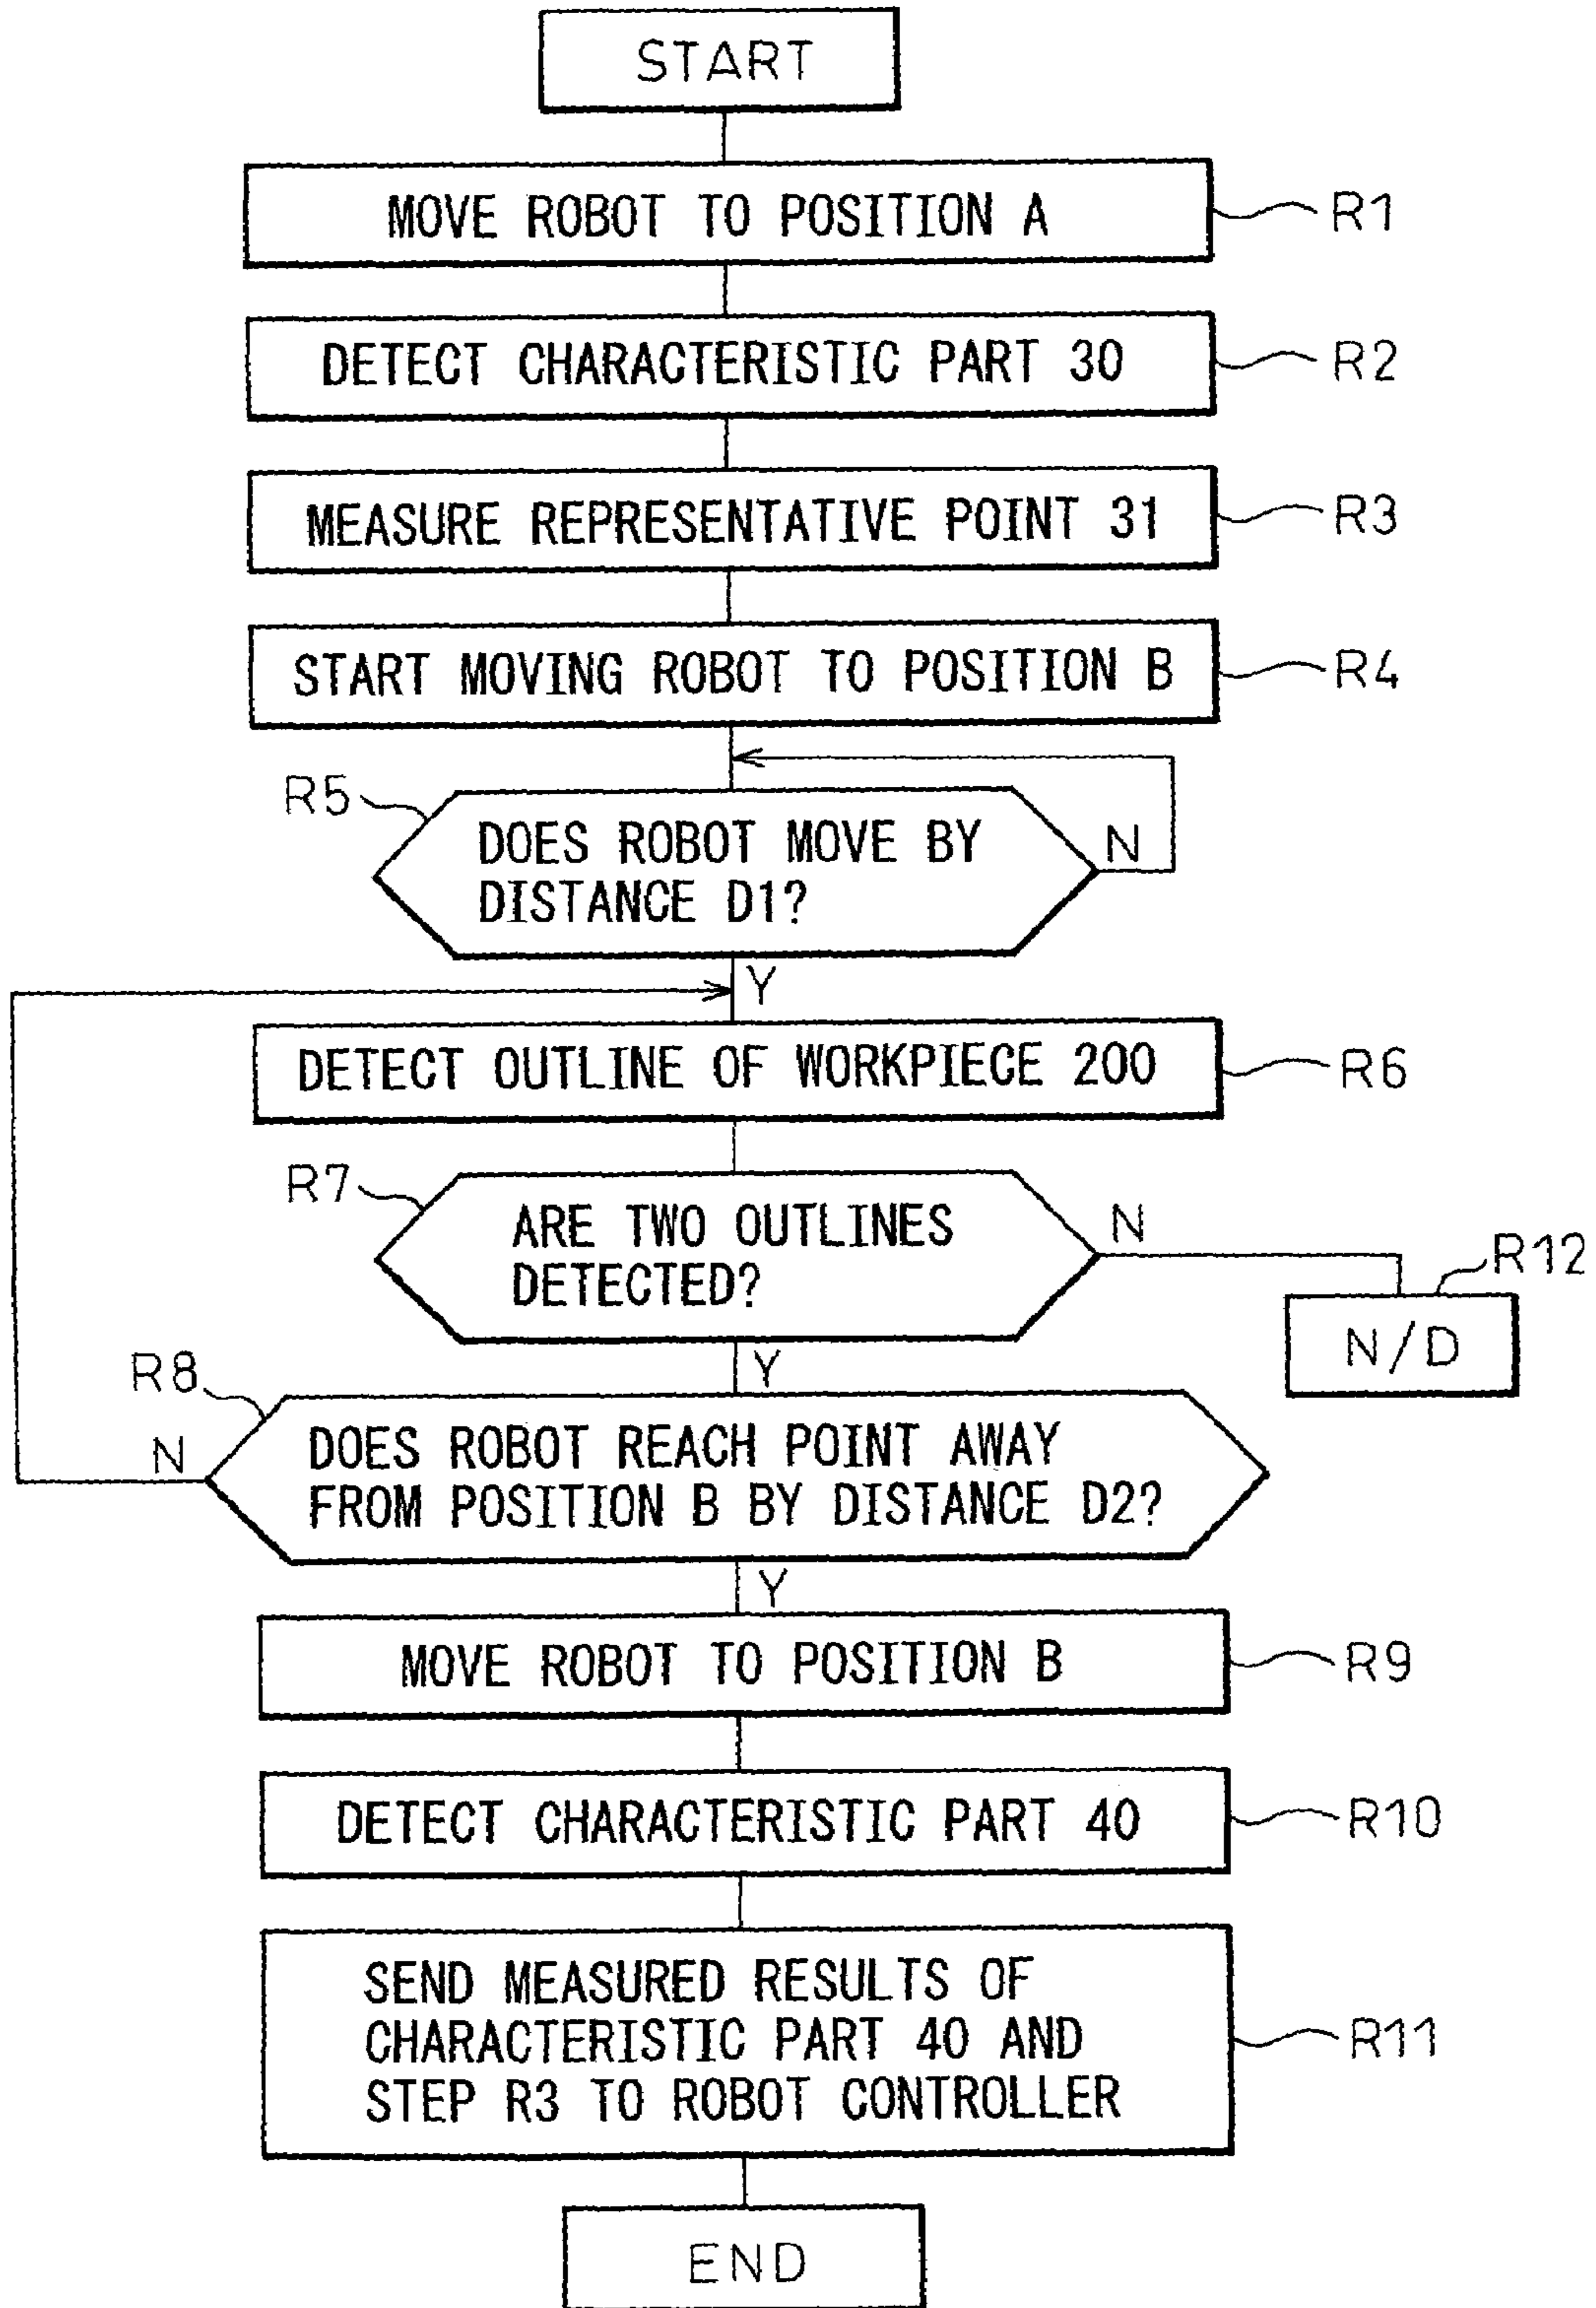 START
MOVE ROBOT TO POSITION A
R1
DETECT CHARACTERISTIC PART 30
R2
MEASURE REPRESENTATIVE POINT 31
R3
START MOVING ROBOT TO POSITION B
R4
R5
DOES ROBOT MOVE BY
DISTANCE D1?
N
Y
DETECT OUTLINE OF WORKPIECE 200
R6
R7
ARE TWO OUTLINES
DETECTED?
N
R12
N/D
Y
R8
N
DOES ROBOT REACH POINT AWAY
FROM POSITION B BY DISTANCE D2?
Y
MOVE ROBOT TO POSITION B
R9
DETECT CHARACTERISTIC PART 40
R10
SEND MEASURED RESULTS OF
CHARACTERISTIC PART 40 AND
STEP R3 TO ROBOT CONTROLLER
R11
END